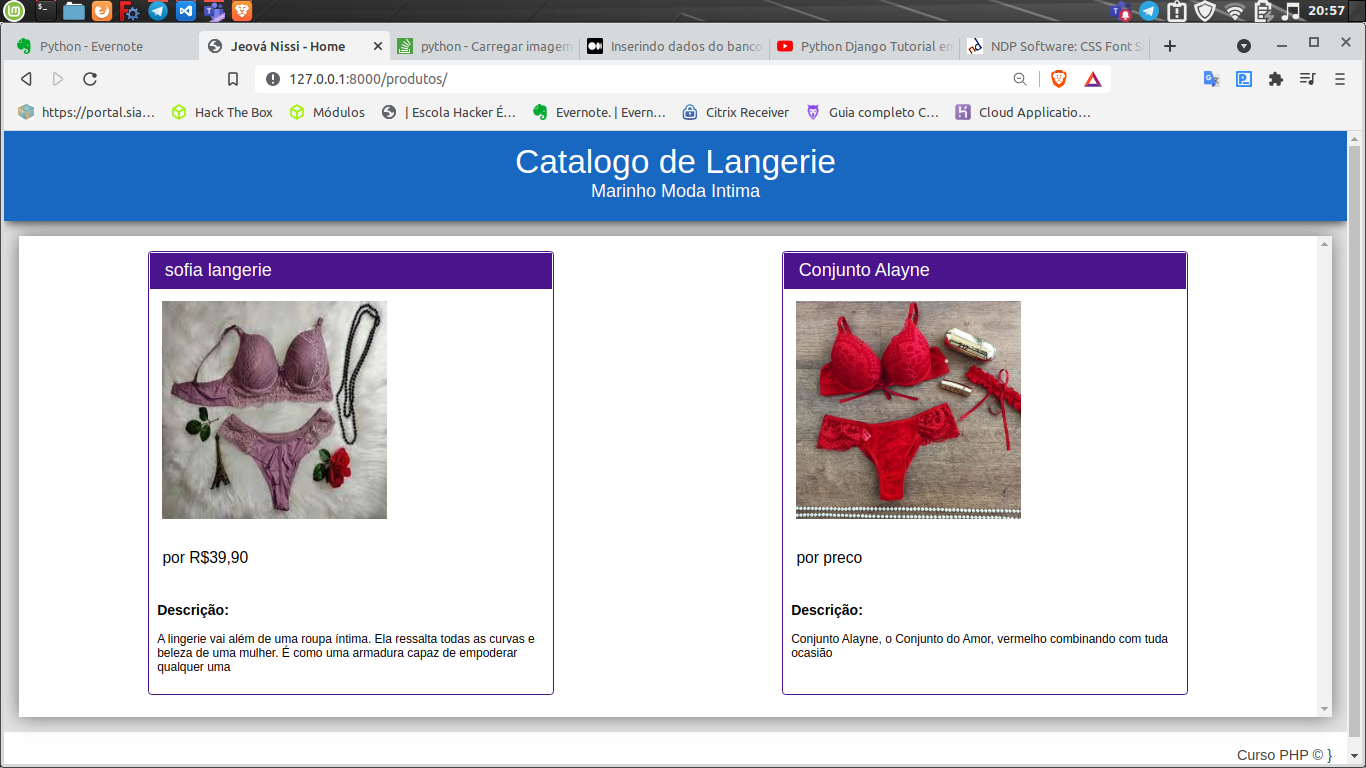 20:57
Python - Evernote
Jeová Nissi - Home
python - Carregar imagem
Inserindo dados do banco
Python Django Tutorial em
NDP Software: CSS Font S
127.0.0.1:8000/produtos/
https://portal.sia…
Hack The Box
Módulos
| Escola Hacker É…
Evernote. | Evern…
Citrix Receiver
Guia completo C…
Cloud Applicatio…
Catalogo de Langerie
Marinho Moda Intima
sofia langerie
por R$39,90
Descrição:
A lingerie vai além de uma roupa íntima. Ela ressalta todas as curvas e
beleza de uma mulher. É como uma armadura capaz de empoderar
qualquer uma
Conjunto Alayne
por preco
Descrição:
Conjunto Alayne, o Conjunto do Amor, vermelho combinando com tuda
ocasião
Curso PHP © }